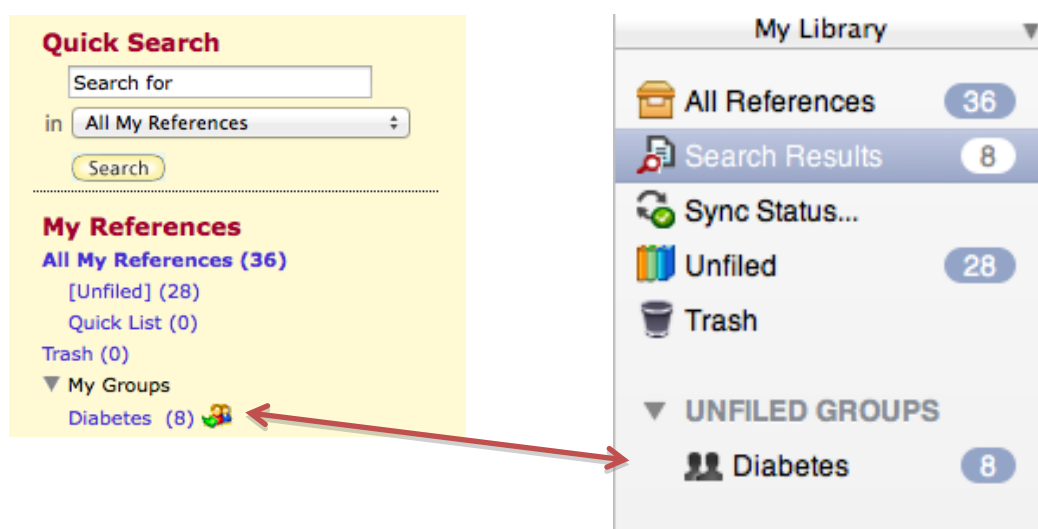 Quick Search
Search for
in All My References
Search
My References
All My References (36)
[Unfiled] (28)
Quick List (0)
Trash (0)
My Groups
Diabetes (8)
My Library
All References 36
Search Results 8
Sync Status...
Unfiled 28
Trash
UNFILED GROUPS
Diabetes 8